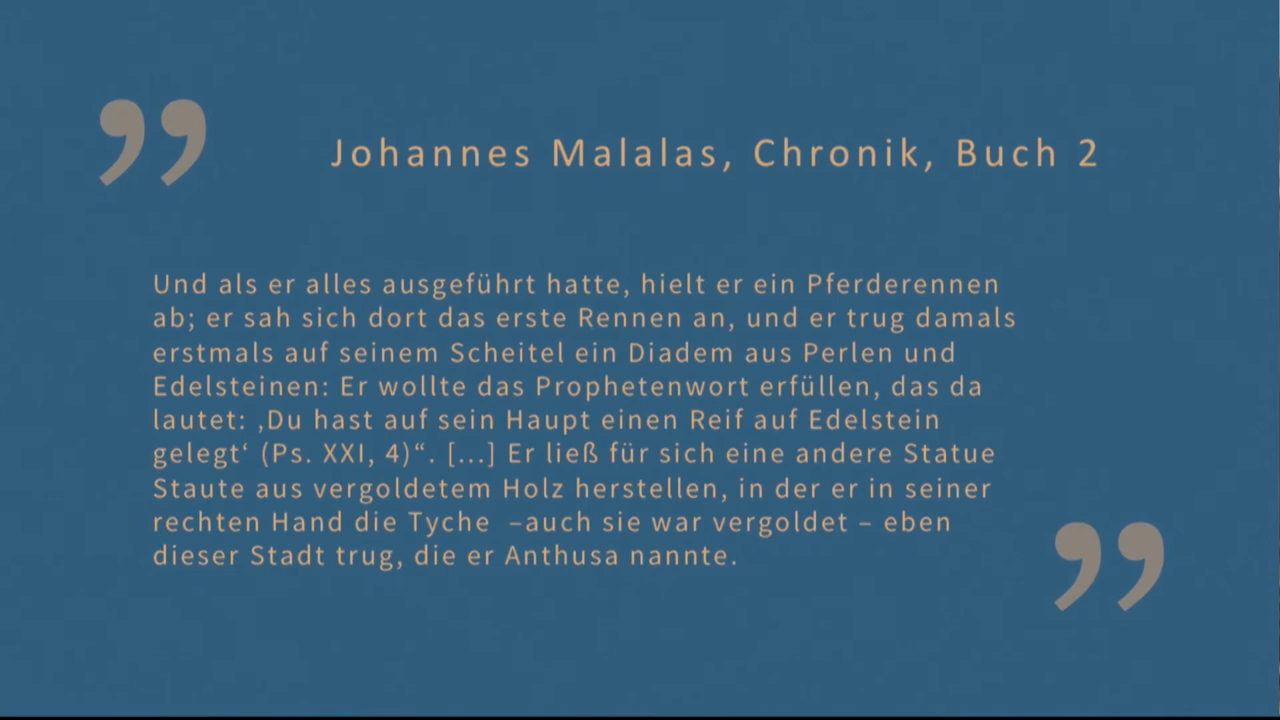 ”
Johannes Malalas, Chronik, Buch 2
Und als er alles ausgeführt hatte, hielt er ein Pferderennen
ab; er sah sich dort das erste Rennen an, und er trug damals
erstmals auf seinem Scheitel ein Diadem aus Perlen und
Edelsteinen: Er wollte das Prophetenwort erfüllen, das da
lautet: ‚Du hast auf sein Haupt einen Reif auf Edelstein
gelegt‘ (Ps. XXI, 4)“. [...] Er ließ für sich eine andere Statue
Staute aus vergoldetem Holz herstellen, in der er in seiner
rechten Hand die Tyche  –auch sie war vergoldet – eben
dieser Stadt trug, die er Anthusa nannte.
”